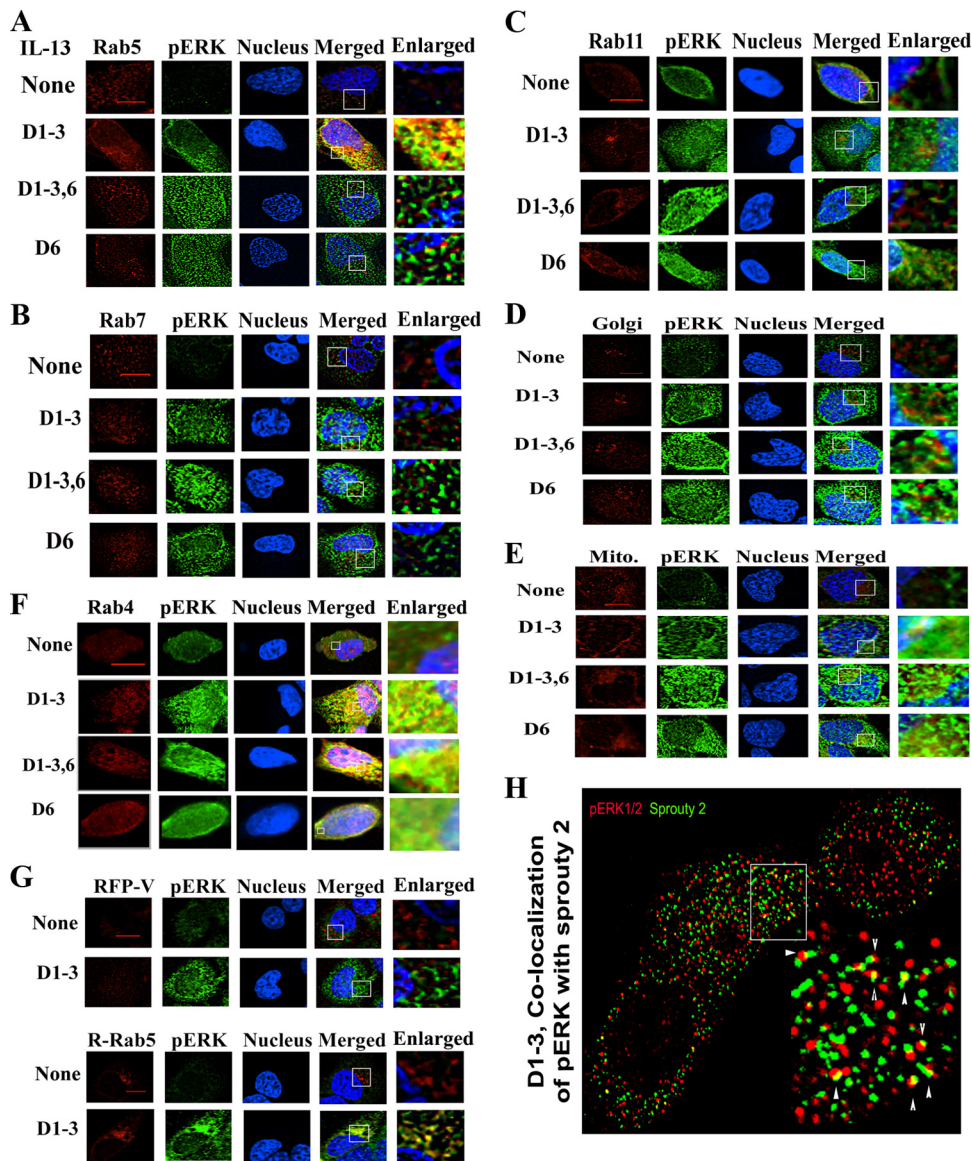 A
IL-13 Rab5 pERK Nucleus Merged Enlarged
None
D1-3
D1-3,6
D6
B
Rab7 pERK Nucleus Merged Enlarged
None
D1-3
D1-3,6
D6
F
Rab4 pERK Nucleus Merged Enlarged
None
D1-3
D1-3,6
D6
G
RFP-V pERK Nucleus Merged Enlarged
None
D1-3
R-Rab5 pERK Nucleus Merged Enlarged
None
D1-3
C
Rab11 pERK Nucleus Merged Enlarged
None
D1-3
D1-3,6
D6
D
Golgi pERK Nucleus Merged
None
D1-3
D1-3,6
D6
E
Mito. pERK Nucleus Merged
None
D1-3
D1-3,6
D6
H
D1-3, Co-localization
of pERK with sprouty 2
pERK1/2 Sprouty 2